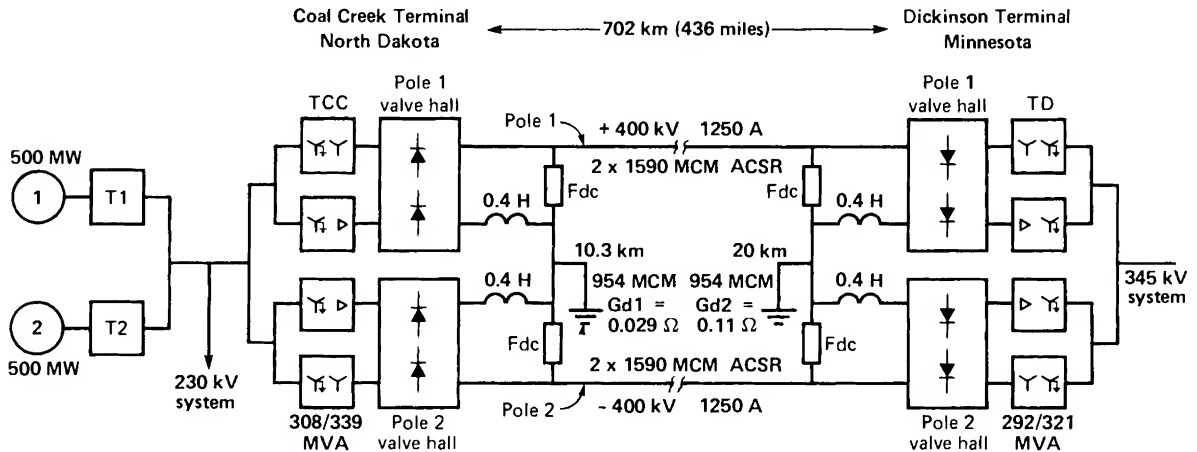 Coal Creek Terminal
North Dakota
702 km (436 miles)
Dickinson Terminal
Minnesota
TCC
Pole 1
valve hall
Pole 1
+ 400 kV 1250 A
2 x 1590 MCM ACSR
Pole 1
valve hall
TD
500 MW
1
T1
Fdc
0.4 H
Fdc
0.4 H
10.3 km
954 MCM
Gd1 =
0.029 Ω
20 km
954 MCM
Gd2 =
0.11 Ω
0.4 H
0.4 H
345 kV
system
2
T2
500 MW
230 kV
system
Fdc
Fdc
2 x 1590 MCM ACSR
Pole 2
- 400 kV 1250 A
308/339
MVA
Pole 2
valve hall
Pole 2
valve hall
292/321
MVA